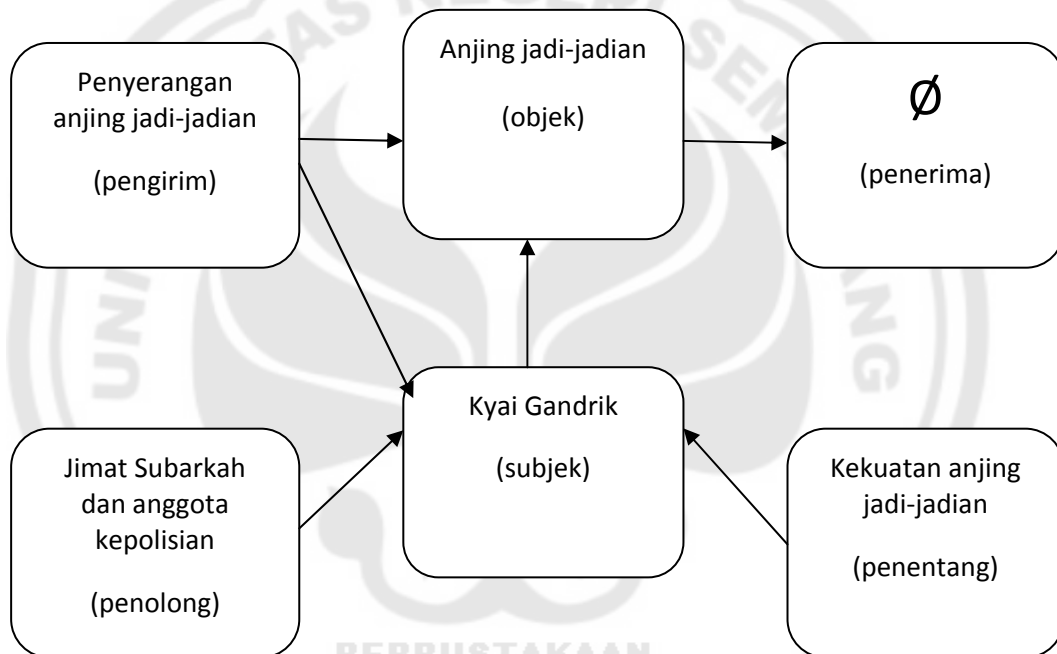 Penyerangan
anjing jadi-jadian
(pengirim)
Anjing jadi-jadian
(objek)
Ø
(penerima)
Jimat Subarkah
dan anggota
kepolisian
(penolong)
Kyai Gandrik
(subjek)
Kekuatan anjing
jadi-jadian
(penentang)
PERPUSTAKAAN